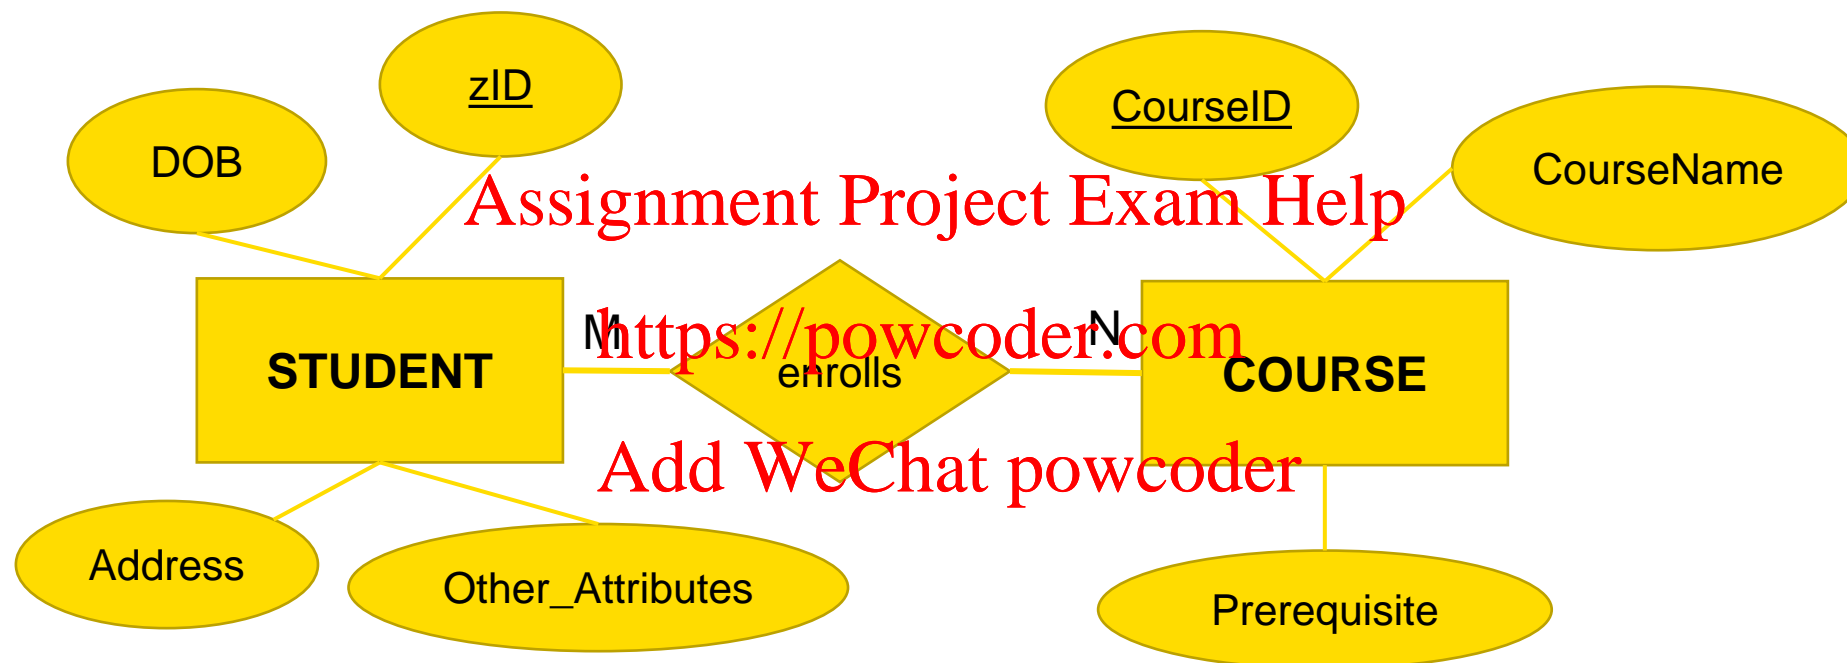 zID
DOB
CourseID
CourseName
Assignment Project Exam Help
M
https://powcoder.com
N
STUDENT
enrolls
COURSE
Add WeChat powcoder
Address
Other_Attributes
Prerequisite